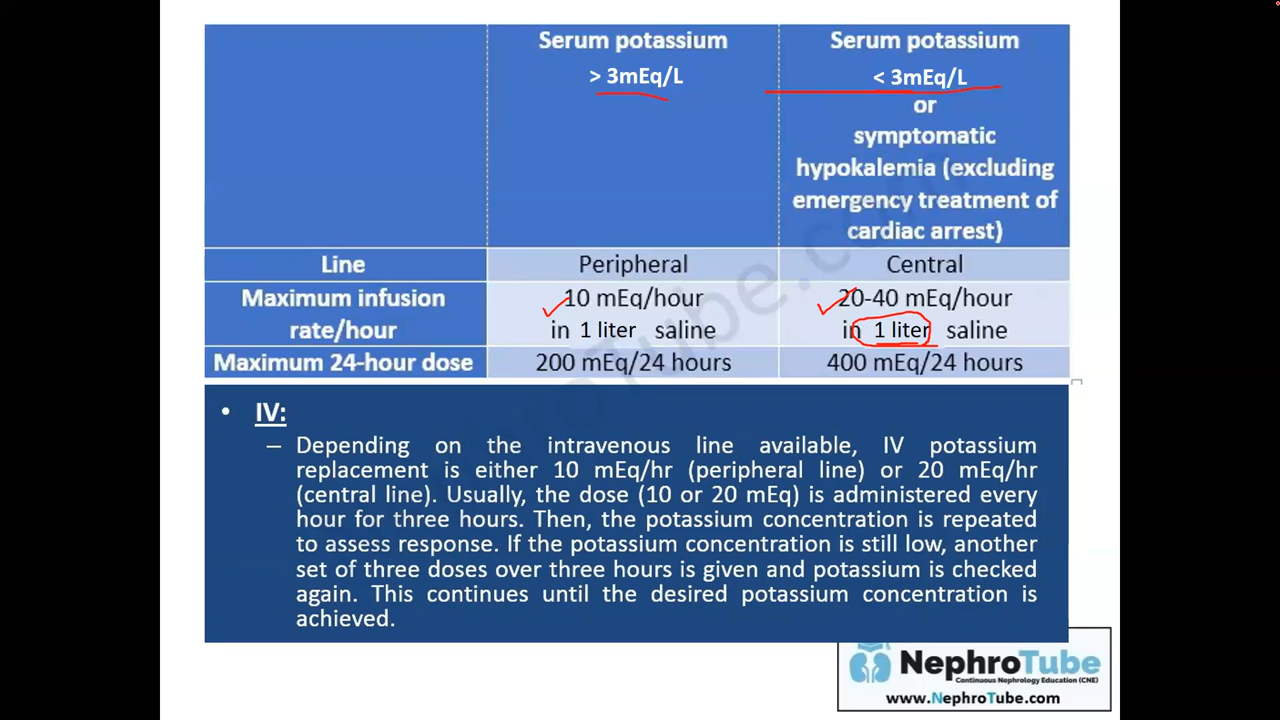 Serum potassium
> 3mEq/L
Serum potassium
< 3mEq/L
or
symptomatic
hypokalemia (excluding
emergency treatment of
cardiac arrest)
Line
Peripheral
Central
Maximum infusion
rate/hour
10 mEq/hour
in 1 liter saline
20-40 mEq/hour
in 1 liter saline
Maximum 24-hour dose
200 mEq/24 hours
400 mEq/24 hours
• IV:
– Depending on the intravenous line available, IV potassium
replacement is either 10 mEq/hr (peripheral line) or 20 mEq/hr
(central line). Usually, the dose (10 or 20 mEq) is administered every
hour for three hours. Then, the potassium concentration is repeated
to assess response. If the potassium concentration is still low, another
set of three doses over three hours is given and potassium is checked
again. This continues until the desired potassium concentration is
achieved.
NephroTube
Continuous Nephrology Education (CNE)
www.NephroTube.com